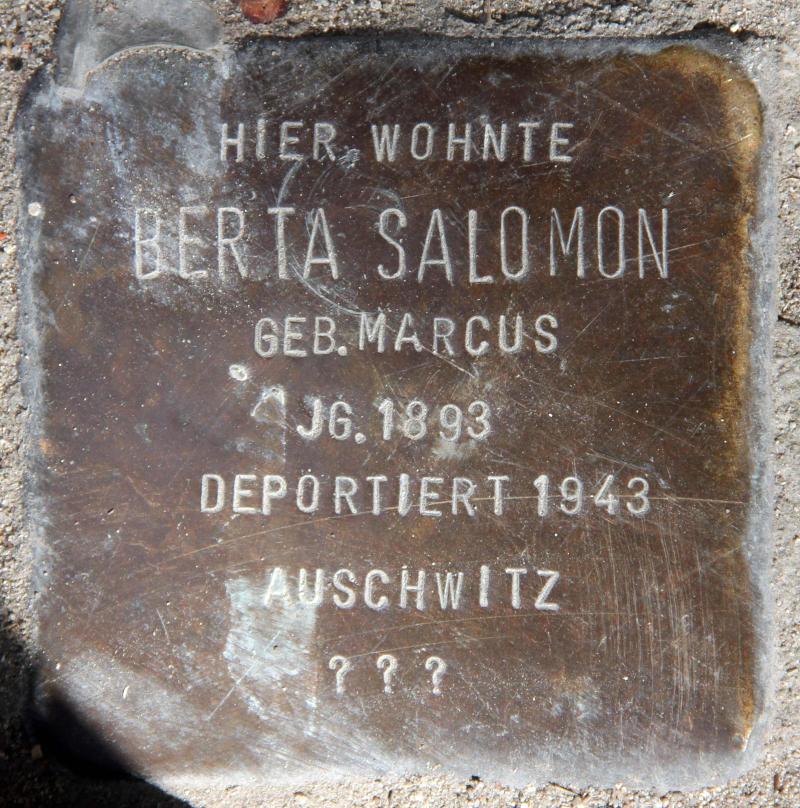 HIER WOHNTE
BERTA SALOMON
GEB. MARCUS
JG. 1893
DEPORTIERT 1943
AUSCHWITZ
? ? ?